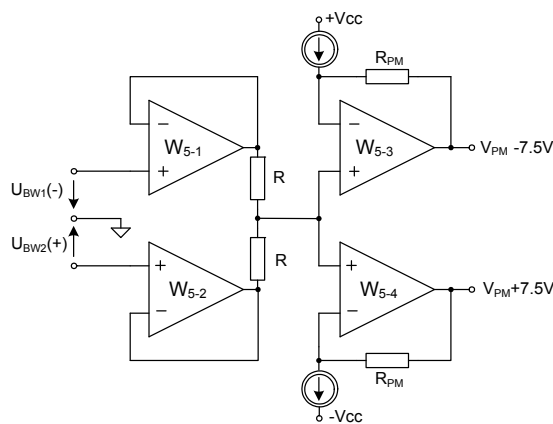 +Vcc
RPM
−
W5-1
+
−
W5-3
+
VPM -7.5V
R
UBW1(-)
UBW2(+)
R
+
W5-2
−
+
W5-4
−
VPM+7.5V
RPM
-Vcc